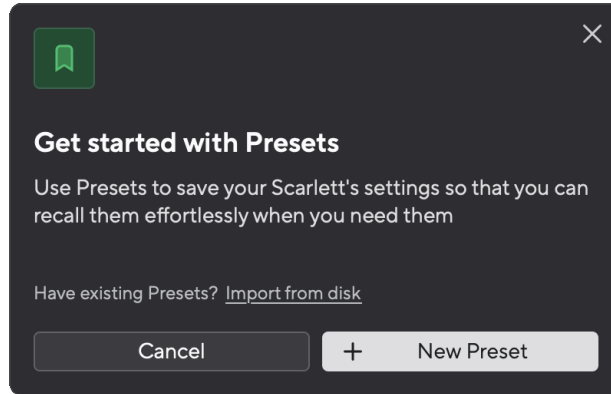 Get started with Presets
Use Presets to save your Scarlett's settings so that you can
recall them effortlessly when you need them
Have existing Presets? Import from disk
Cancel
+ New Preset